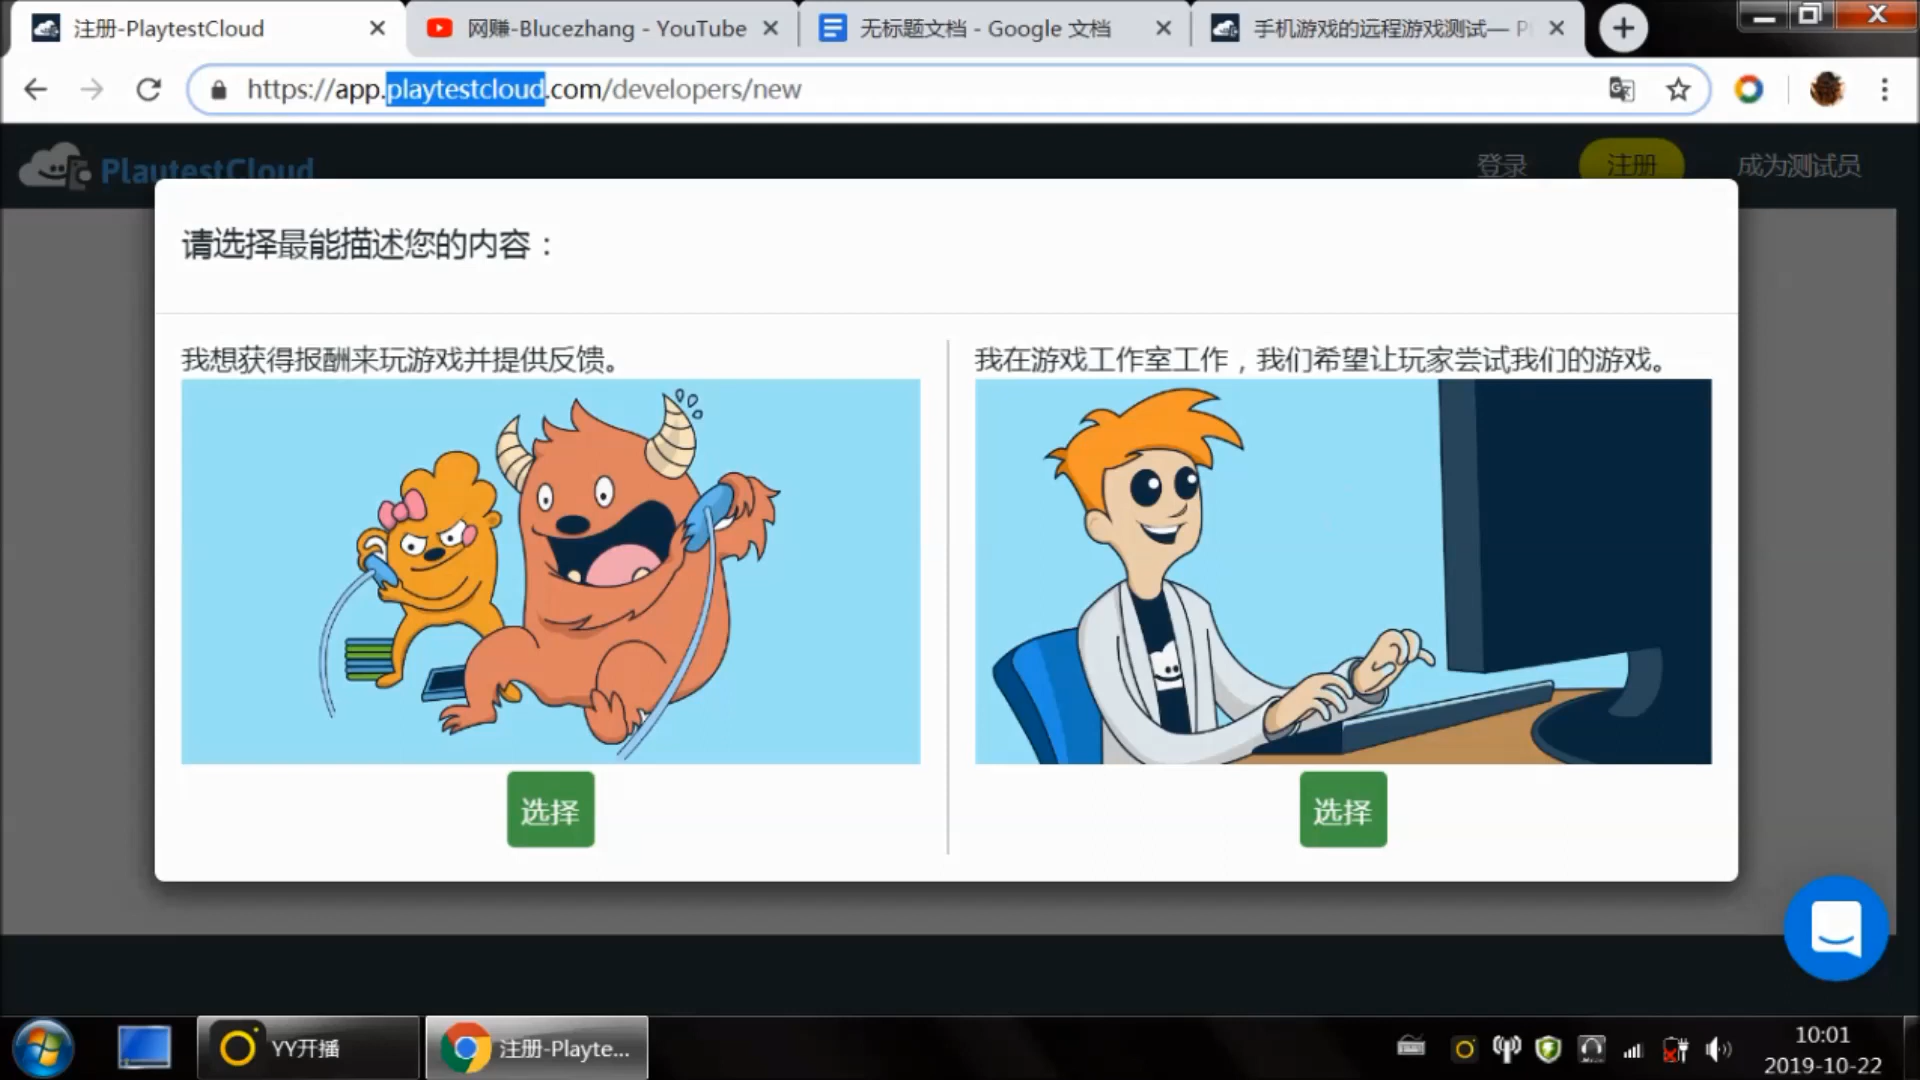 注册-PlaytestCloud
网赚-Blucezhang - YouTube
无标题文档 - Google 文档
手机游戏的远程游戏测试— P
https://app.playtestcloud.com/developers/new
PlaytestCloud
登录
注册
成为测试员
请选择最能描述您的内容：
我想获得报酬来玩游戏并提供反馈。
我在游戏工作室工作，我们希望让玩家尝试我们的游戏。
选择
选择
YY开播
注册-Playte...
10:01
2019-10-22